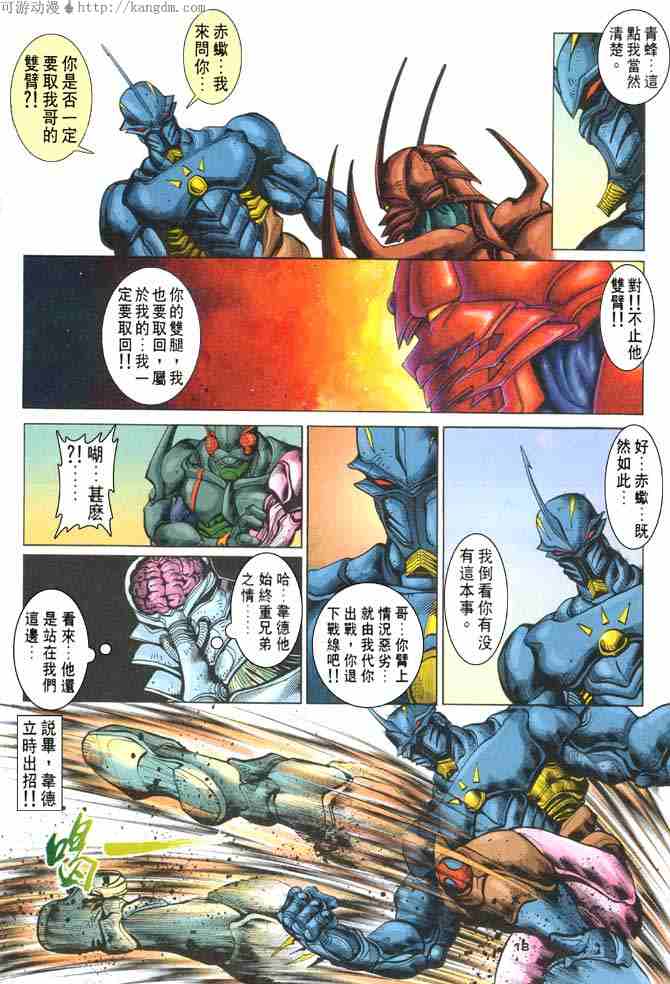 可游动漫 http://kangdm.com
青蜂…這
點我當然
清楚。
赤蠍…我
來問你…
你是否一定
要取我哥的
雙臂?!
對!!不止他
雙臂!!
你的雙腿，我
也要取回，屬
於我的…我一
定要取回!!
好…赤蠍…既
然如此…
我倒看你有没
有這本事。
哥…你臂上
情況惡劣…
就由我代你
出戰，你退
下戰線吧!!
嘝…甚麽
……?!
哈…韋德他
始終重兄弟
之情……
看來…他還
是站在我們
這邊…
說畢，韋德
立時出招!!
喝
18